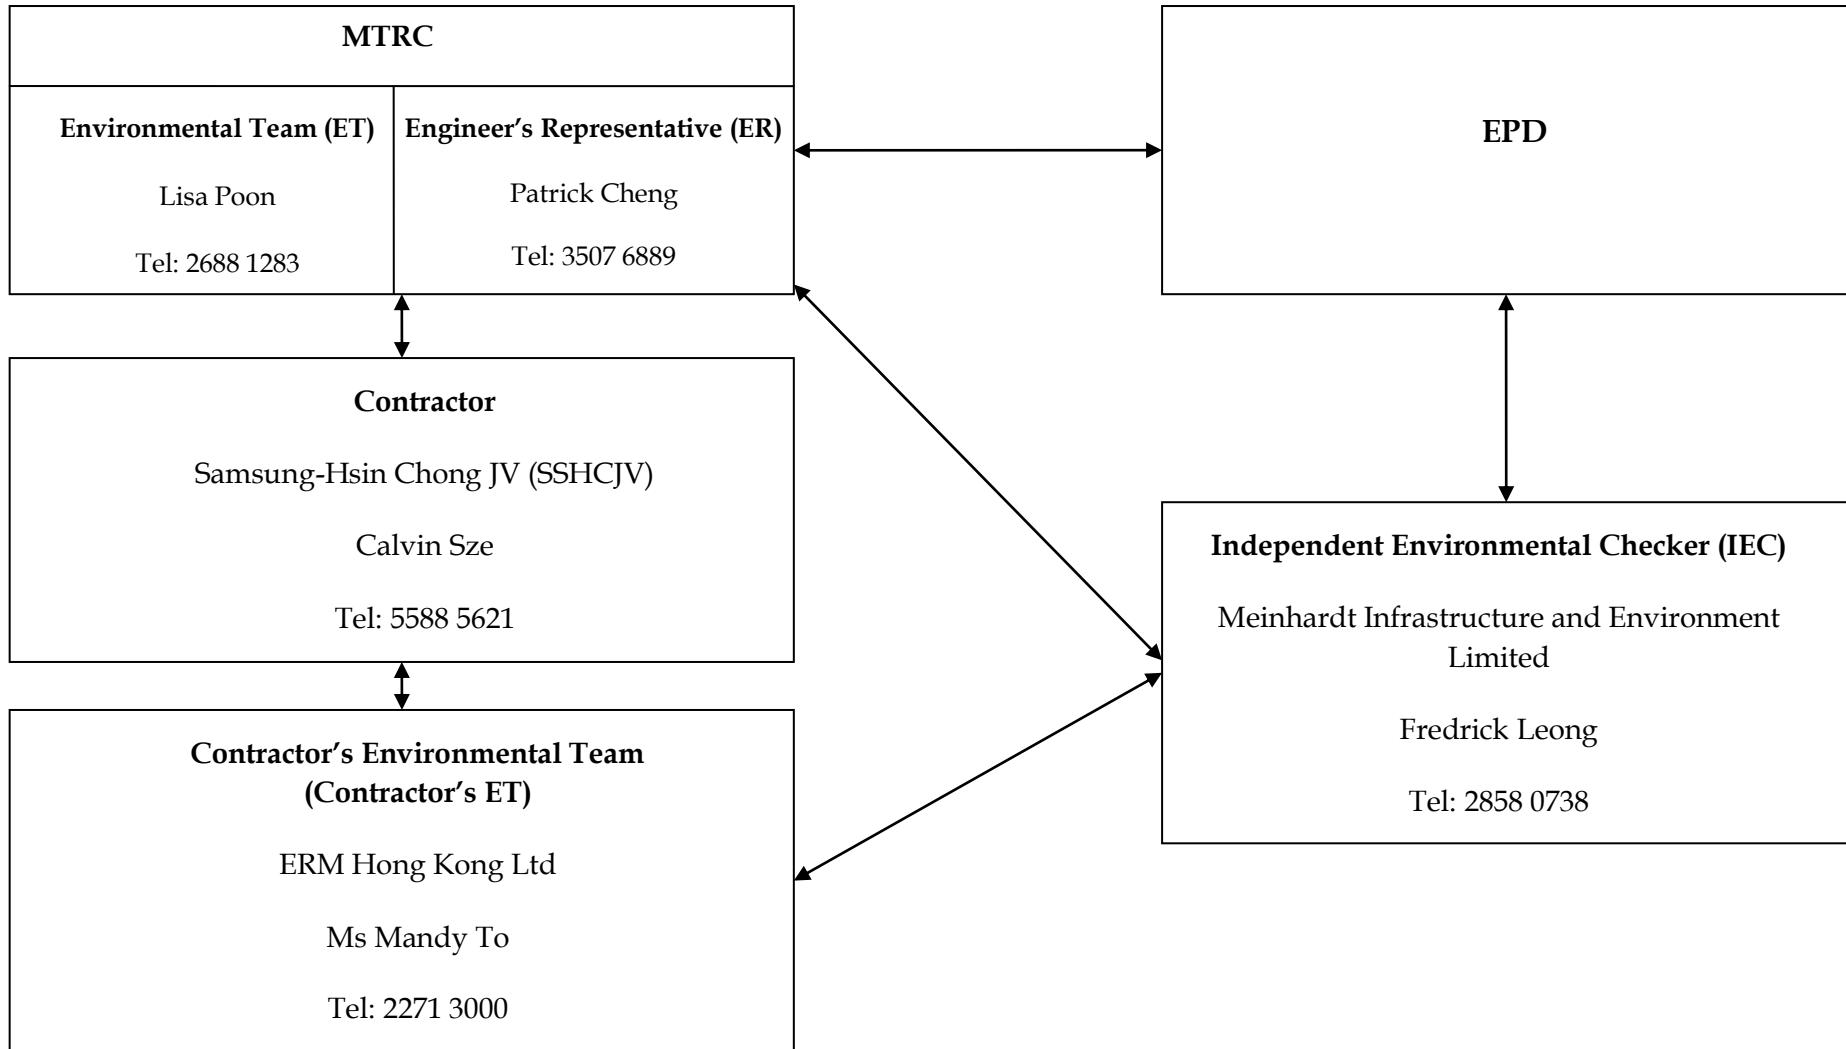 MTRC
Environmental Team (ET)
Lisa Poon
Tel: 2688 1283
Engineer’s Representative (ER)
Patrick Cheng
Tel: 3507 6889
EPD
Contractor
Samsung-Hsin Chong JV (SSHCJV)
Calvin Sze
Tel: 5588 5621
Independent Environmental Checker (IEC)
Meinhardt Infrastructure and Environment
Limited
Fredrick Leong
Tel: 2858 0738
Contractor’s Environmental Team
(Contractor’s ET)
ERM Hong Kong Ltd
Ms Mandy To
Tel: 2271 3000